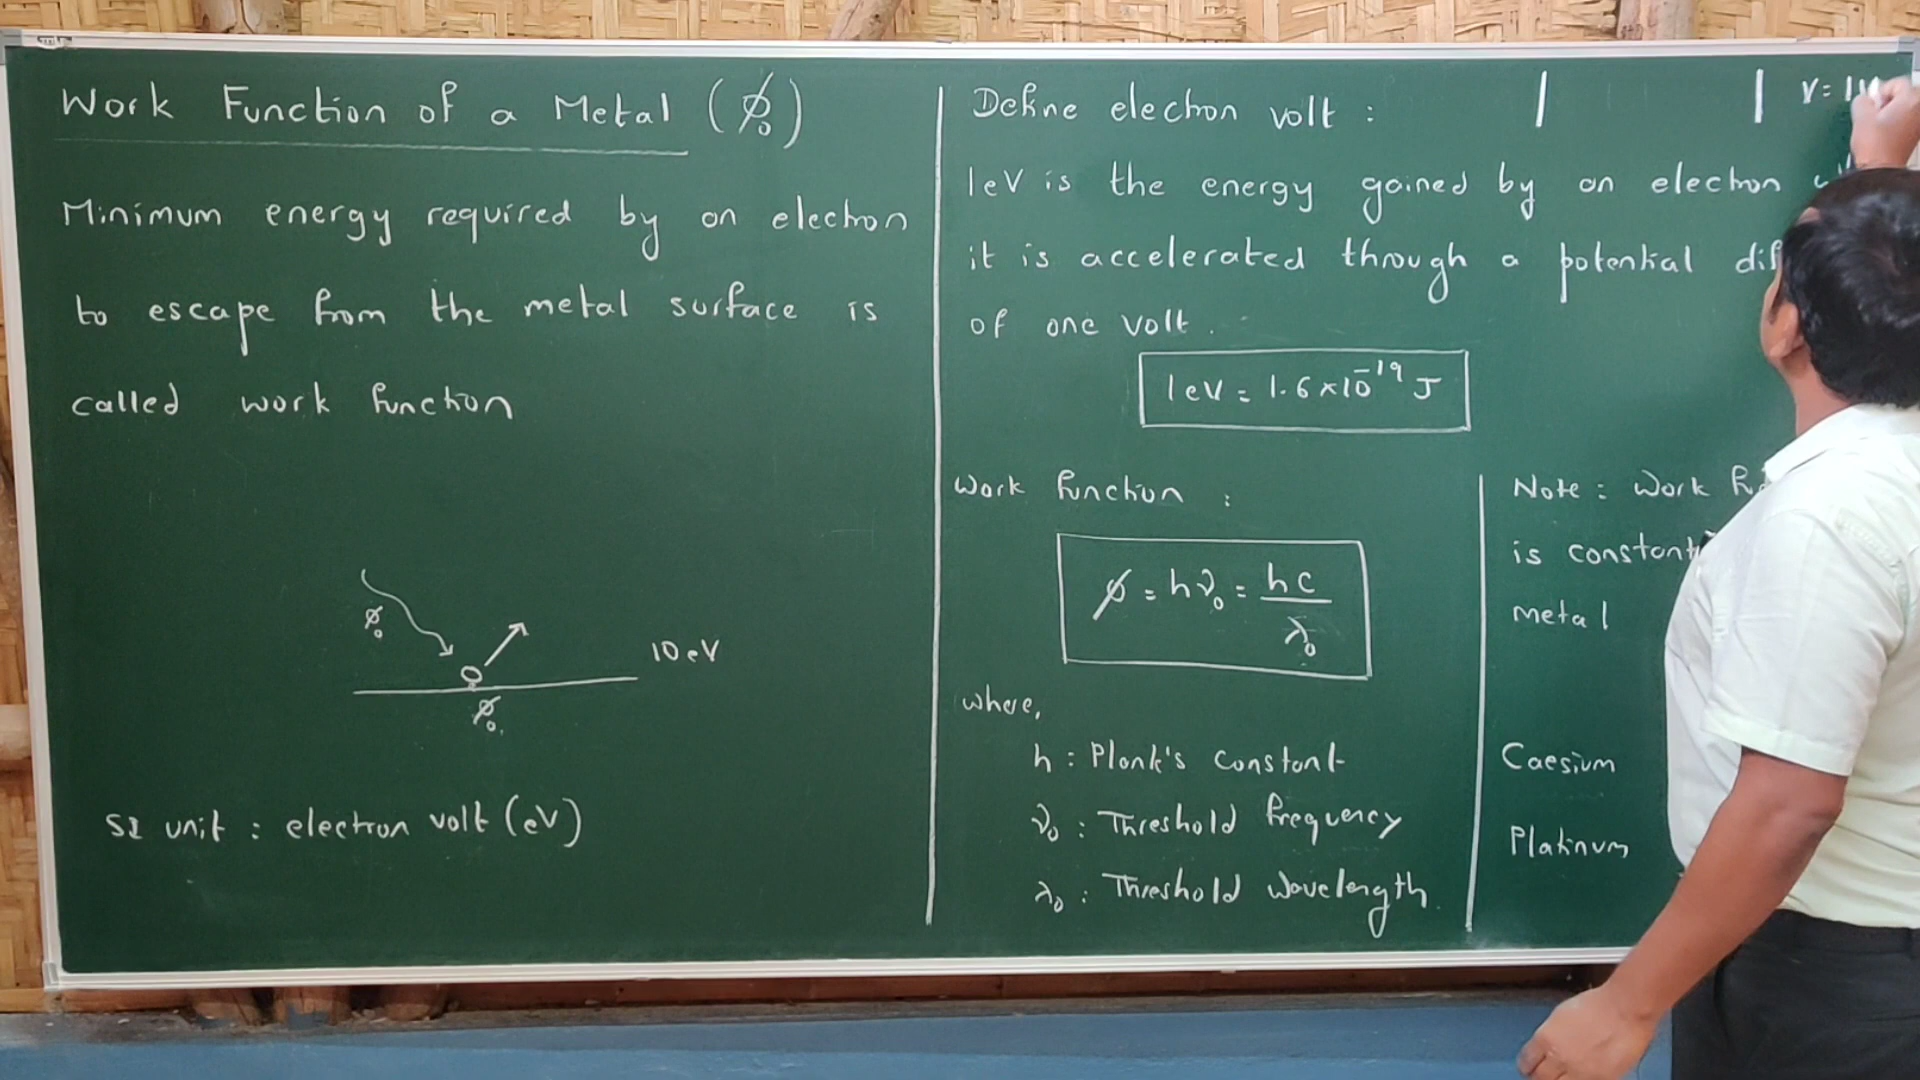 Work Function of a Metal (ϕ₀)
Minimum energy required by an electron
to escape from the metal surface is
called work function
ϕ₀
10 eV
ϕ₀
SI unit : electron volt (eV)
Define electron volt :
V = 1
1eV is the energy gained by an electron
it is accelerated through a potential dif
of one volt.
1eV = 1.6 × 10⁻¹⁹ J
Work function :
ϕ = hν₀ = hc/λ₀
where,
h : Plank's constant
ν₀ : Threshold frequency
λ₀ : Threshold wavelength.
Note : Work
is constant
metal
Caesium
Platinum